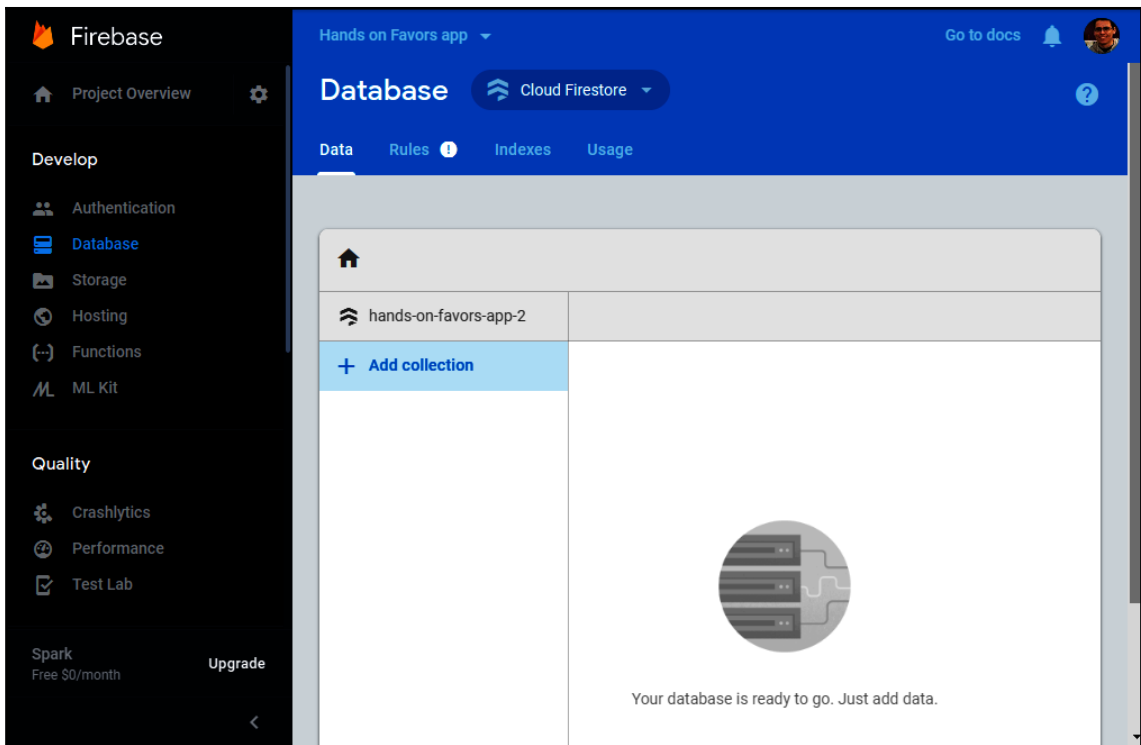 Firebase
Project Overview
Develop
Authentication
Database
Storage
Hosting
Functions
ML Kit
Quality
Crashlytics
Performance
Test Lab
Spark
Free $0/month
Upgrade
Hands on Favors app
Go to docs
Database
Cloud Firestore
Data Rules Indexes Usage
hands-on-favors-app-2
+ Add collection
Your database is ready to go. Just add data.